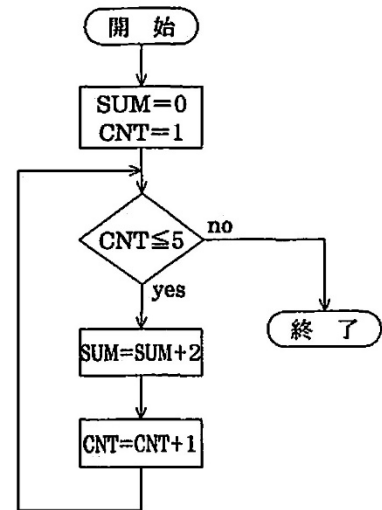 開 始
SUM=0
CNT=1
CNT≦5
no
yes
終 了
SUM=SUM+2
CNT=CNT+1